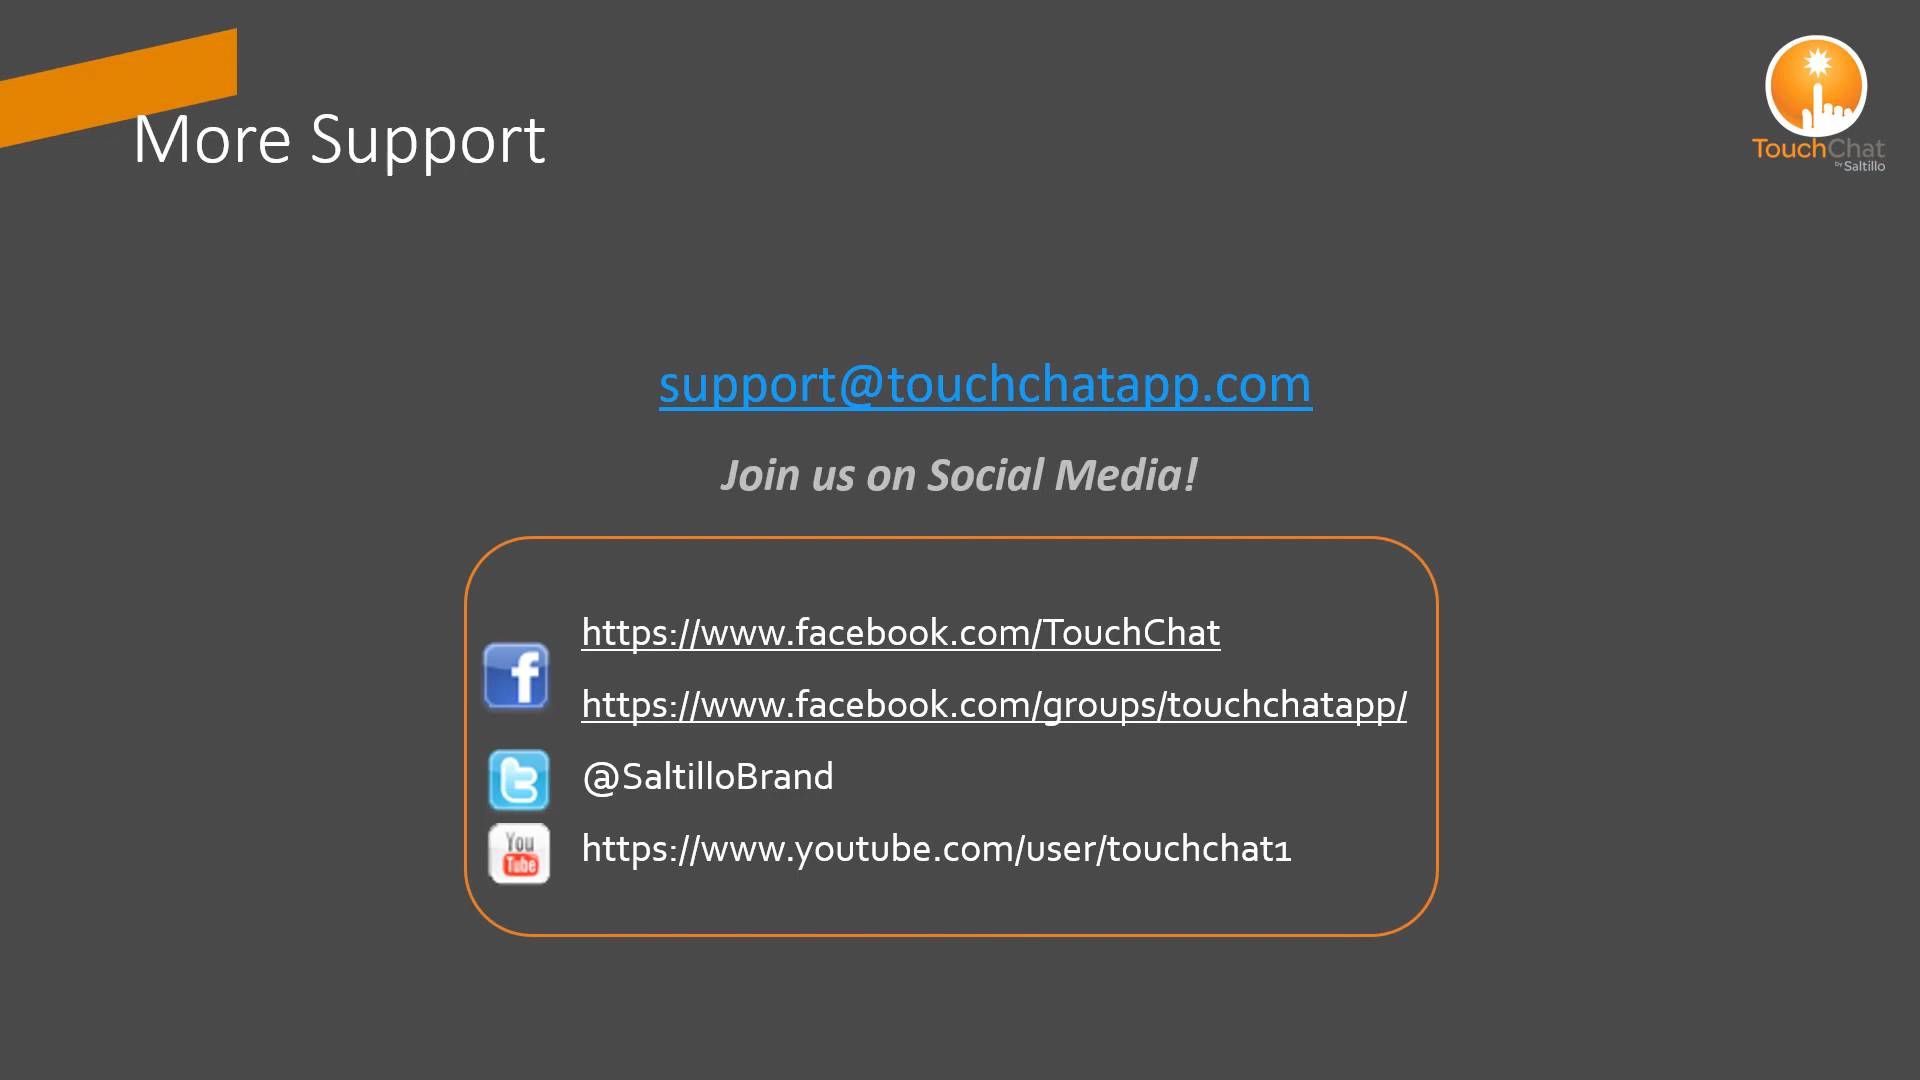 More Support
TouchChat
by Saltillo
support@touchchatapp.com
Join us on Social Media!
https://www.facebook.com/TouchChat
f
https://www.facebook.com/groups/touchchatapp/
@SaltilloBrand
t
https://www.youtube.com/user/touchchat1
You
Tube